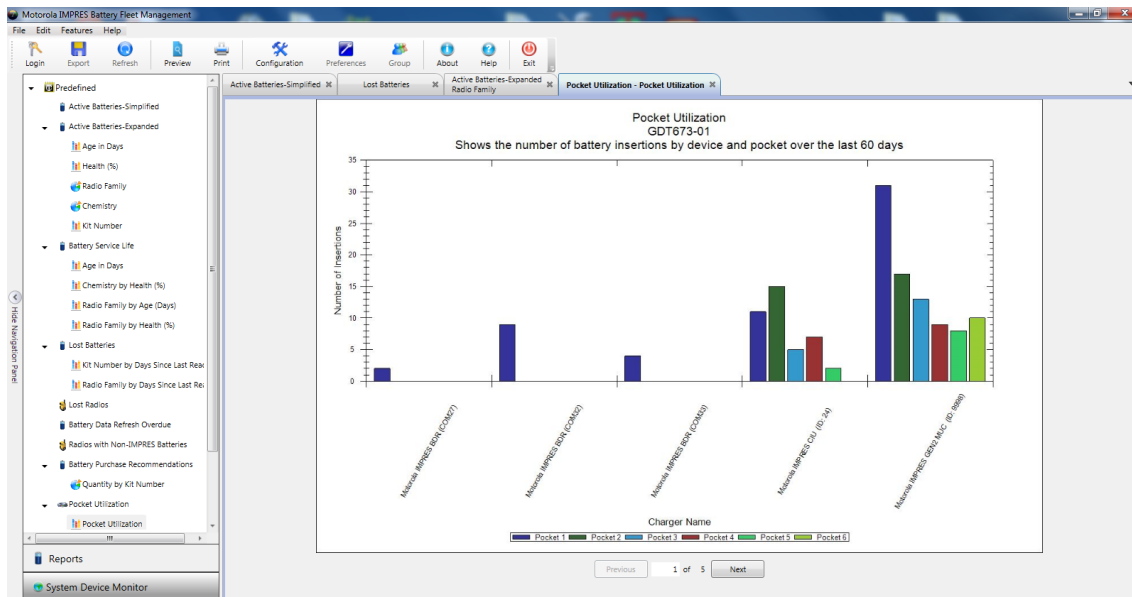 Motorola IMPRES Battery Fleet Management
File Edit Features Help
Login Export Refresh Preview Print Configuration Preferences Group About Help Exit
Active Batteries-Simplified
Lost Batteries
Active Batteries-Expanded
Radio Family
Pocket Utilization - Pocket Utilization
Hide Navigation Panel
Predefined
Active Batteries-Simplified
Active Batteries-Expanded
Age in Days
Health (%)
Radio Family
Chemistry
Kit Number
Battery Service Life
Age in Days
Chemistry by Health (%)
Radio Family by Age (Days)
Radio Family by Health (%)
Lost Batteries
Kit Number by Days Since Last Read
Radio Family by Days Since Last Re
Lost Radios
Battery Data Refresh Overdue
Radios with Non-IMPRES Batteries
Battery Purchase Recommendations
Quantity by Kit Number
Pocket Utilization
Pocket Utilization
Reports
System Device Monitor
Pocket Utilization
GDT673-01
Shows the number of battery insertions by device and pocket over the last 60 days
Number of Insertions
35
30
25
20
15
10
5
0
Motorola IMPRES BDR (COM27)
Motorola IMPRES BDR (COM32)
Motorola IMPRES BDR (COM33)
Motorola IMPRES CIU (ID: 24)
Motorola IMPRES GEN2 MUC (ID: 9998)
Charger Name
Pocket 1 Pocket 2 Pocket 3 Pocket 4 Pocket 5 Pocket 6
Previous 1 of 5 Next